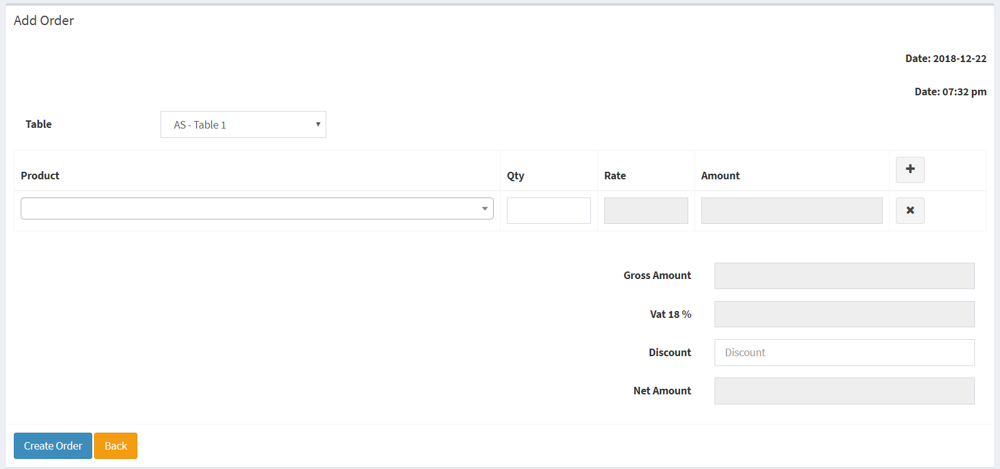 Add Order
Date: 2018-12-22
Date: 07:32 pm
Table
AS - Table 1
Product Qty Rate Amount
Gross Amount
Vat 18 %
Discount Discount
Net Amount
Create Order Back